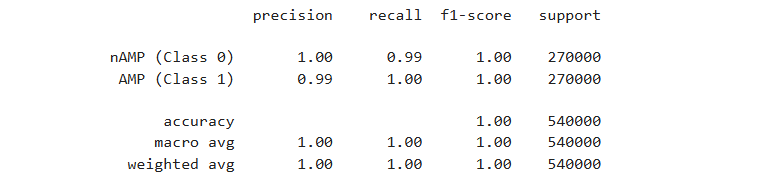 precision recall f1-score support
nAMP (Class 0) 1.00 0.99 1.00 270000
AMP (Class 1) 0.99 1.00 1.00 270000
accuracy 1.00 540000
macro avg 1.00 1.00 1.00 540000
weighted avg 1.00 1.00 1.00 540000